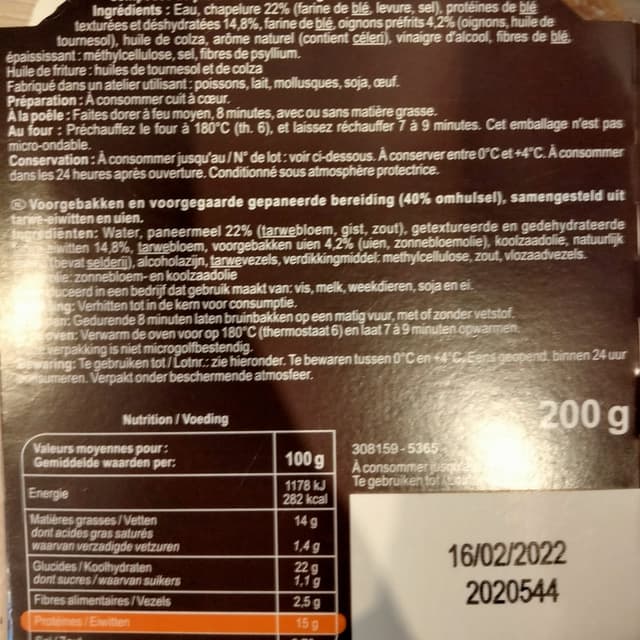 Ingrédients : Eau, chapelure 22% (farine de blé, levure, sel), protéines de blé
texturées et déshydratées 14,8%, farine de blé, oignons préfrits 4,2% (oignons, huile de
tournesol), huile de colza, arôme naturel (contient céleri), vinaigre d'alcool, fibres de blé,
épaississant : méthylcellulose, sel, fibres de psyllium.
Huile de friture : huiles de tournesol et de colza
Fabriqué dans un atelier utilisant : poissons, lait, mollusques, soja, œuf.
Préparation : À consommer cuit à cœur.
À la poêle : Faites dorer à feu moyen, 8 minutes, avec ou sans matière grasse.
Au four : Préchauffez le four à 180°C (th. 6), et laissez réchauffer 7 à 9 minutes. Cet emballage n'est pas
micro-ondable.
Conservation : À consommer jusqu'au / N° de lot : voir ci-dessous. À conserver entre 0°C et +4°C. À consommer
dans les 24 heures après ouverture. Conditionné sous atmosphère protectrice.
NL Voorgebakken en voorgegaarde gepaneerde bereiding (40% omhulsel), samengesteld uit
tarwe-eiwitten en uien.
Ingrediënten: Water, paneermeel 22% (tarwebloem, gist, zout), getextureerde en gedehydrateerde
eiwitten 14,8%, tarwebloem, voorgebakken uien 4,2% (uien, zonnebloemolie), koolzaadolie, natuurlijk
(bevat selderij), alcoholazijn, tarwevezels, verdikkingmiddel: methylcellulose, zout, vlozaadvezels.
zonnebloem- en koolzaadolie
in een bedrijf dat gebruik maakt van: vis, melk, weekdieren, soja en ei.
Verhitten tot in de kern voor consumptie.
Gedurende 8 minuten laten bruinbakken op een matig vuur, met of zonder vetstof.
oven: Verwarm de oven voor op 180°C (thermostaat 6) en laat 7 à 9 minuten opwarmen.
verpakking is niet microgolfbestendig.
Te gebruiken tot / Lotnr.: zie hieronder. Te bewaren tussen 0°C en +4°C. Eens geopend, binnen 24 uur
Verpakt onder beschermende atmosfeer.
200 g
Nutrition / Voeding
Valeurs moyennes pour :
Gemiddelde waarden per: 100 g
Energie 1178 kJ
282 kcal
Matières grasses / Vetten 14 g
dont acides gras saturés
waarvan verzadigde vetzuren 1,4 g
Glucides / Koolhydraten 22 g
dont sucres / waarvan suikers 1,1 g
Fibres alimentaires / Vezels 2,5 g
Protéines / Eiwitten 15 g
308159 - 5365
À consommer
Te gebruiken tot
16/02/2022
2020544